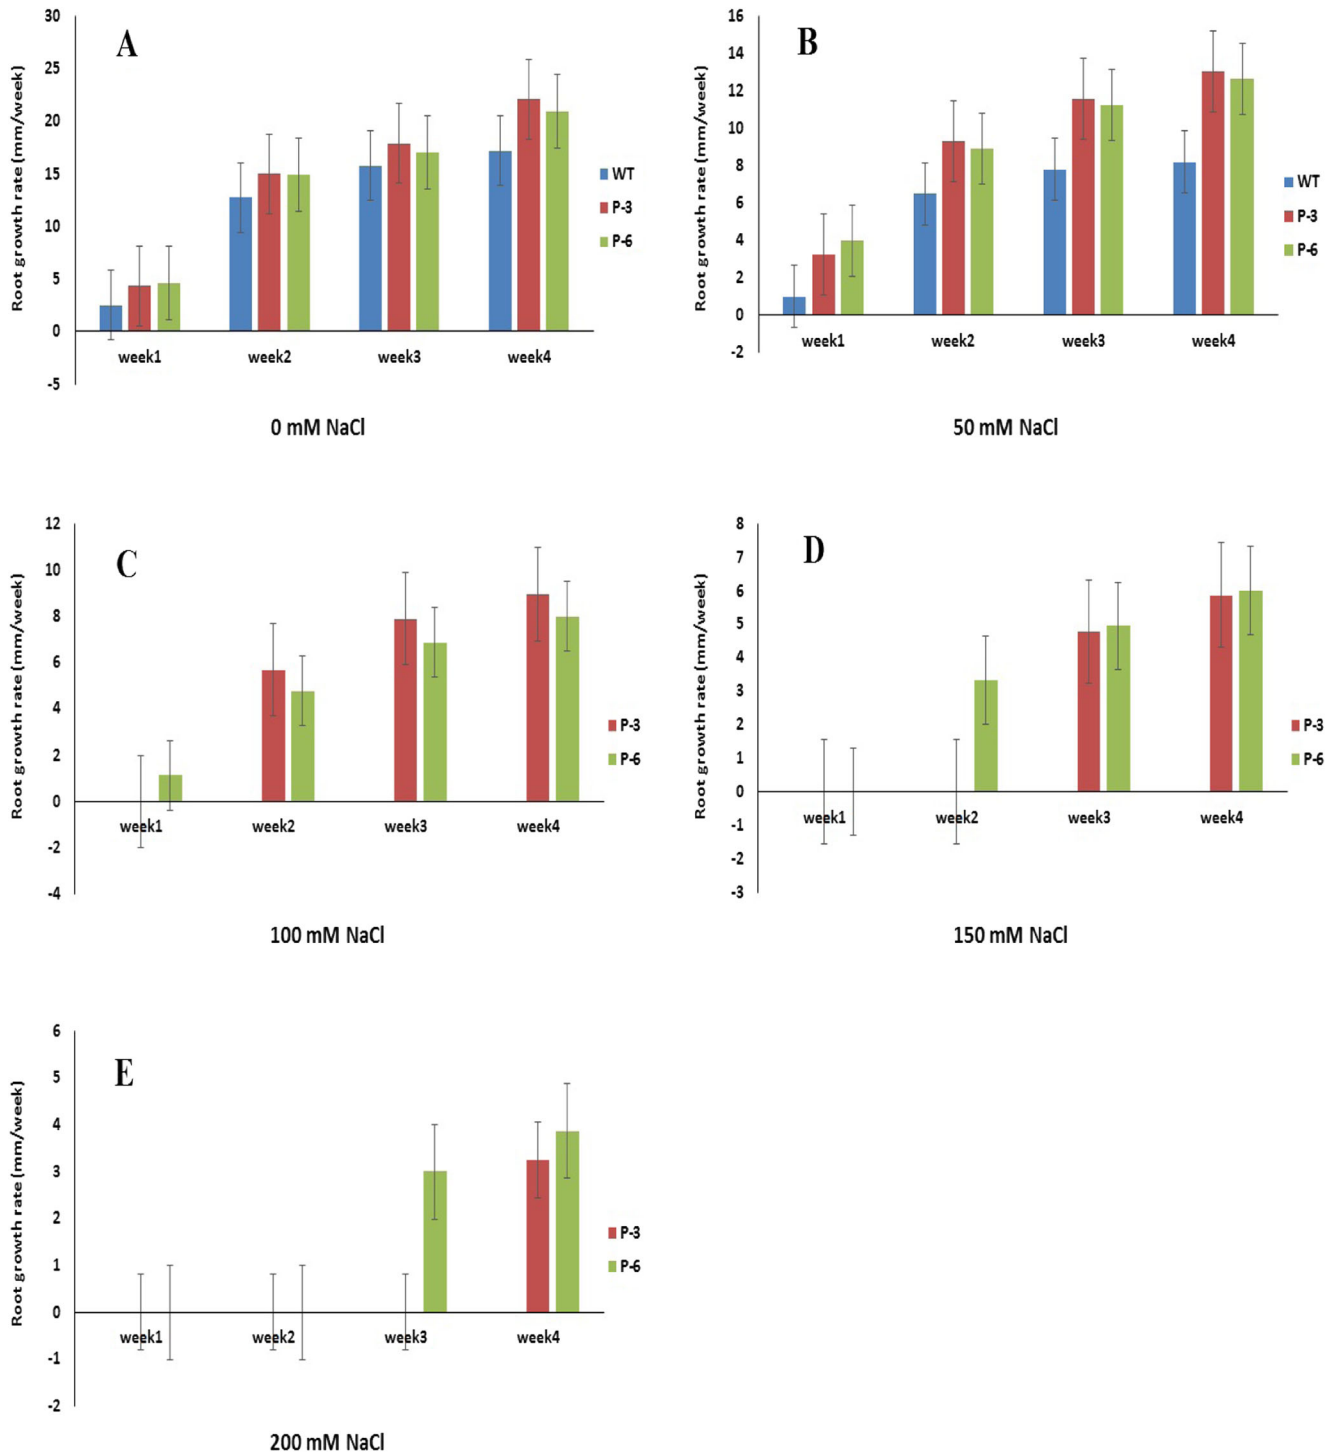 A
Root growth rate (mm/week)
30
25
20
15
10
5
0
-5
week1 week2 week3 week4
WT
P-3
P-6
0 mM NaCl
B
Root growth rate (mm/week)
16
14
12
10
8
6
4
2
0
-2
week1 week2 week3 week4
WT
P-3
P-6
50 mM NaCl
C
Root growth rate (mm/week)
12
10
8
6
4
2
0
-2
-4
week1 week2 week3 week4
P-3
P-6
100 mM NaCl
D
Root growth rate (mm/week)
8
7
6
5
4
3
2
1
0
-1
-2
-3
week1 week2 week3 week4
P-3
P-6
150 mM NaCl
E
Root growth rate (mm/week)
6
5
4
3
2
1
0
-1
-2
week1 week2 week3 week4
P-3
P-6
200 mM NaCl